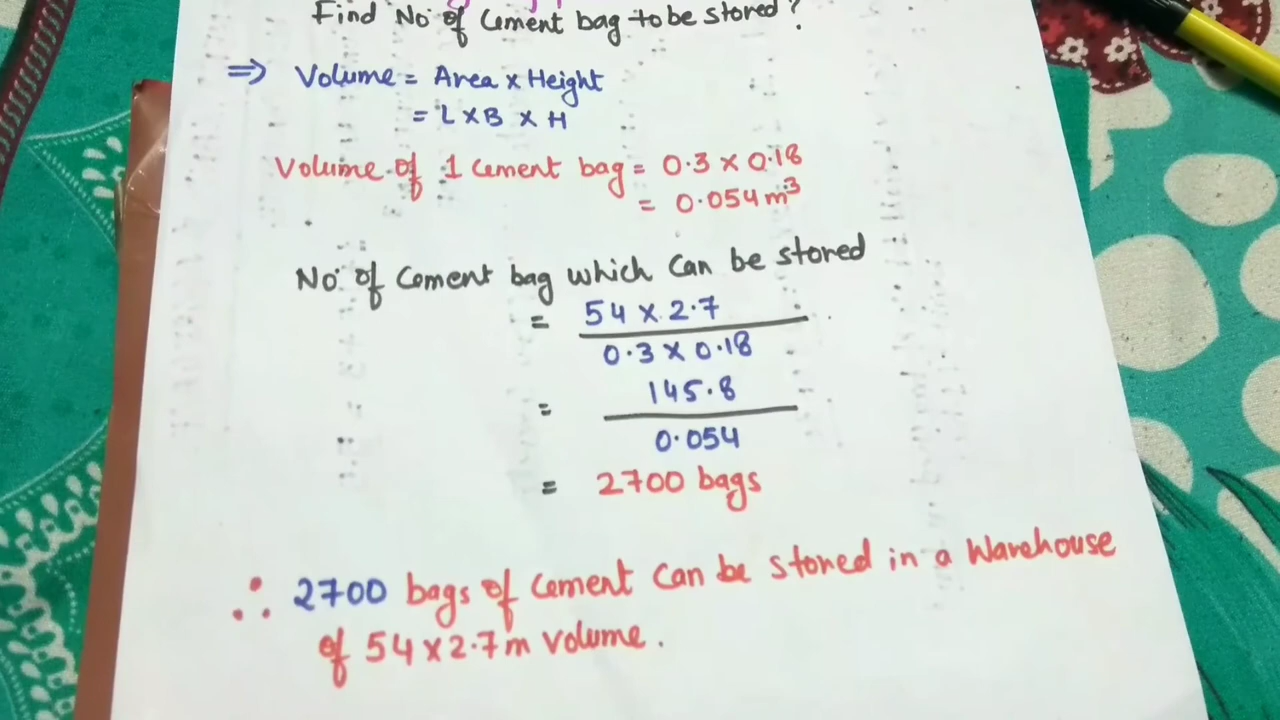 Find No of Cement bag to be stored?
⇒ Volume = Area x Height
= L x B x H
Volume of 1 Cement bag = 0.3 x 0.18
= 0.054 m³
No of Cement bag which Can be stored
= 54 x 2.7
0.3 x 0.18
= 145.8
0.054
= 2700 bags
∴ 2700 bags of Cement Can be stored in a Warehouse
of 54 x 2.7 m volume.